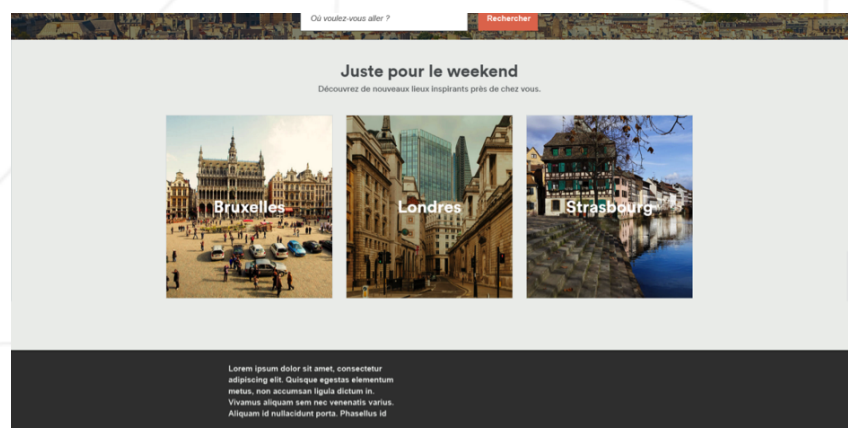 Où voulez-vous aller ?
Rechercher
Juste pour le weekend
Découvrez de nouveaux lieux inspirants près de chez vous.
Bruxelles
Londres
Strasbourg
Lorem ipsum dolor sit amet, consectetur
adipiscing elit. Quisque egestas elementum
metus, non accumsan ligula dictum in.
Vivamus aliquam sem nec venenatis varius.
Aliquam id nullacidunt porta. Phasellus id